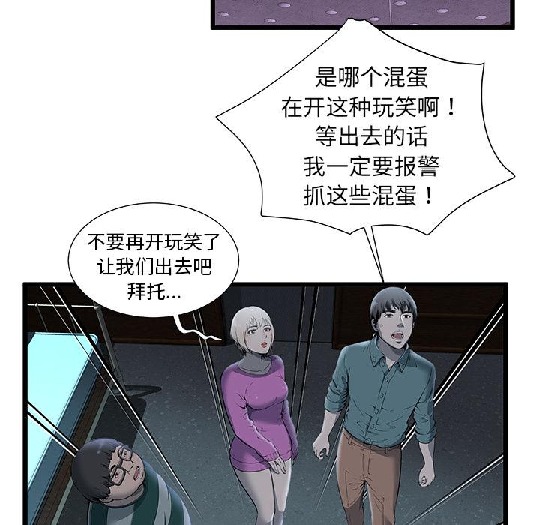 是哪个混蛋
在开这种玩笑啊！
等出去的话
我一定要报警
抓这些混蛋！
不要再开玩笑了
让我们出去吧
拜托...